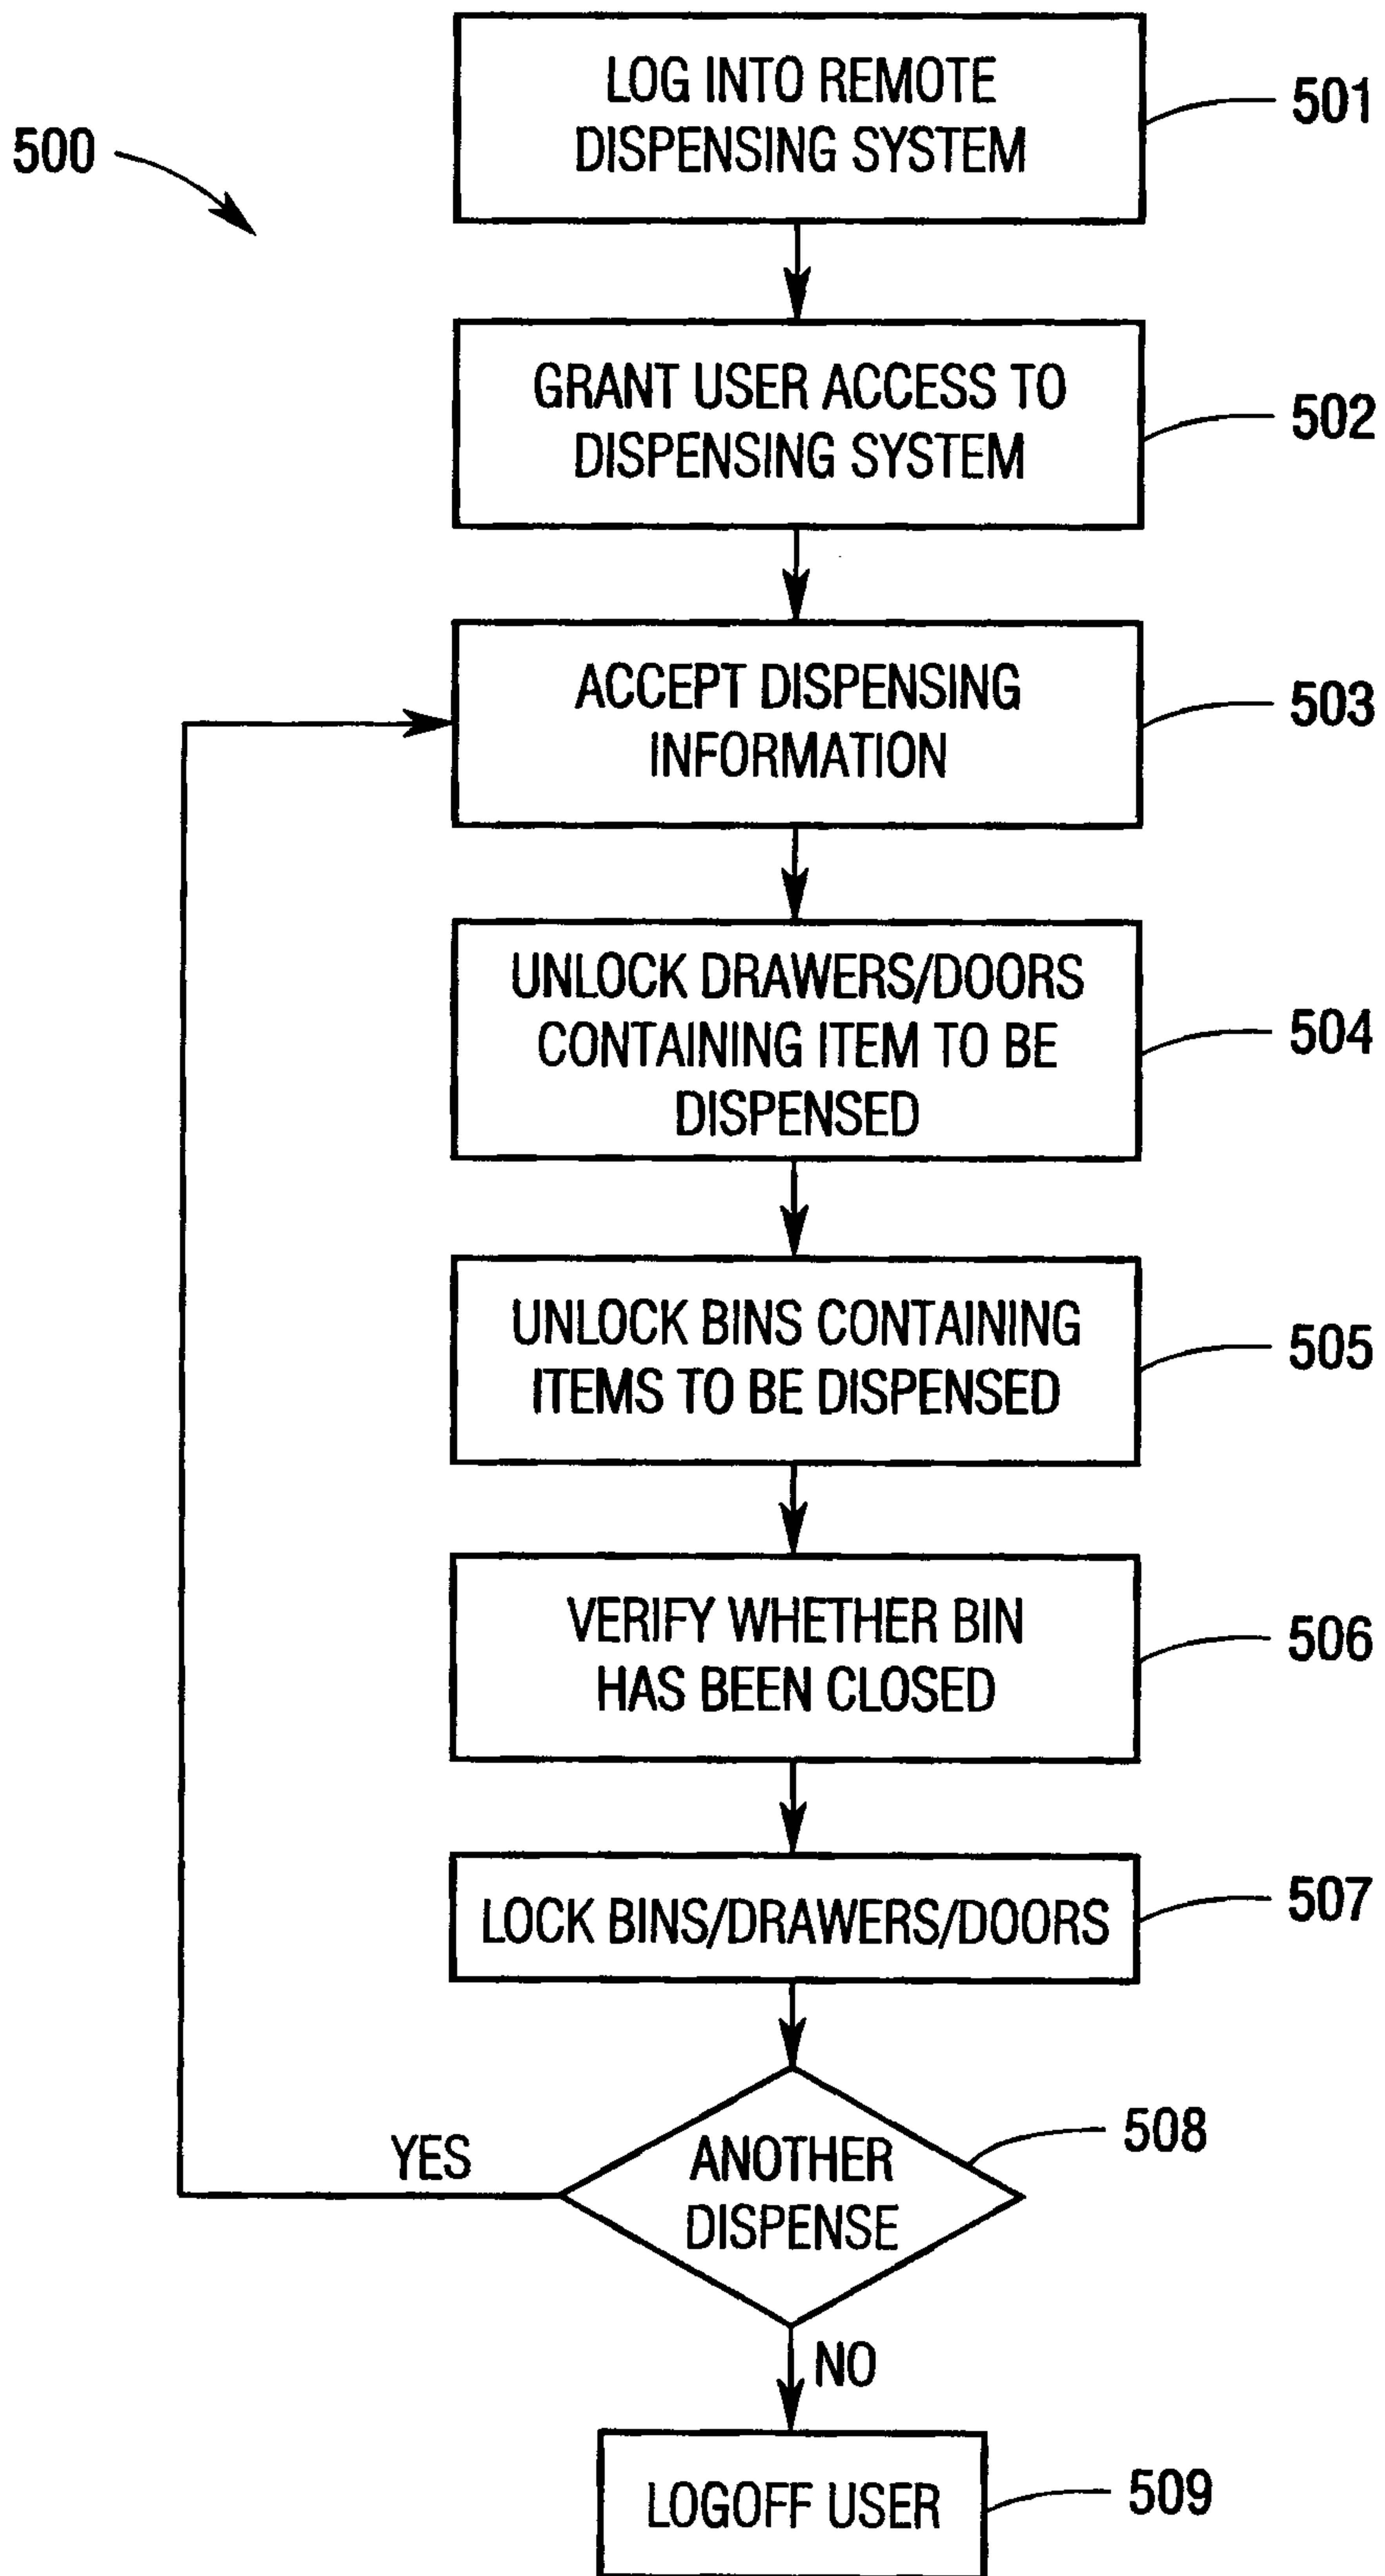 LOG INTO REMOTE
DISPENSING SYSTEM
501
500
GRANT USER ACCESS TO
DISPENSING SYSTEM
502
ACCEPT DISPENSING
INFORMATION
503
UNLOCK DRAWERS/DOORS
CONTAINING ITEM TO BE
DISPENSED
504
UNLOCK BINS CONTAINING
ITEMS TO BE DISPENSED
505
VERIFY WHETHER BIN
HAS BEEN CLOSED
506
LOCK BINS/DRAWERS/DOORS
507
ANOTHER
DISPENSE
508
YES
NO
LOGOFF USER
509